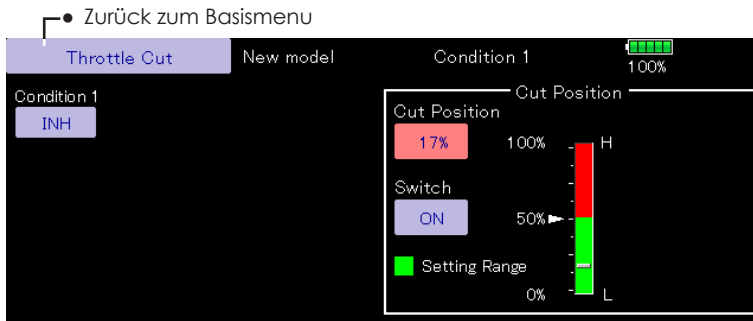 Zurück zum Basismenu
Throttle Cut New model Condition 1 100%
Condition 1
INH
Cut Position
Cut Position
17% 100% H
Switch
ON 50%
Setting Range
0% L